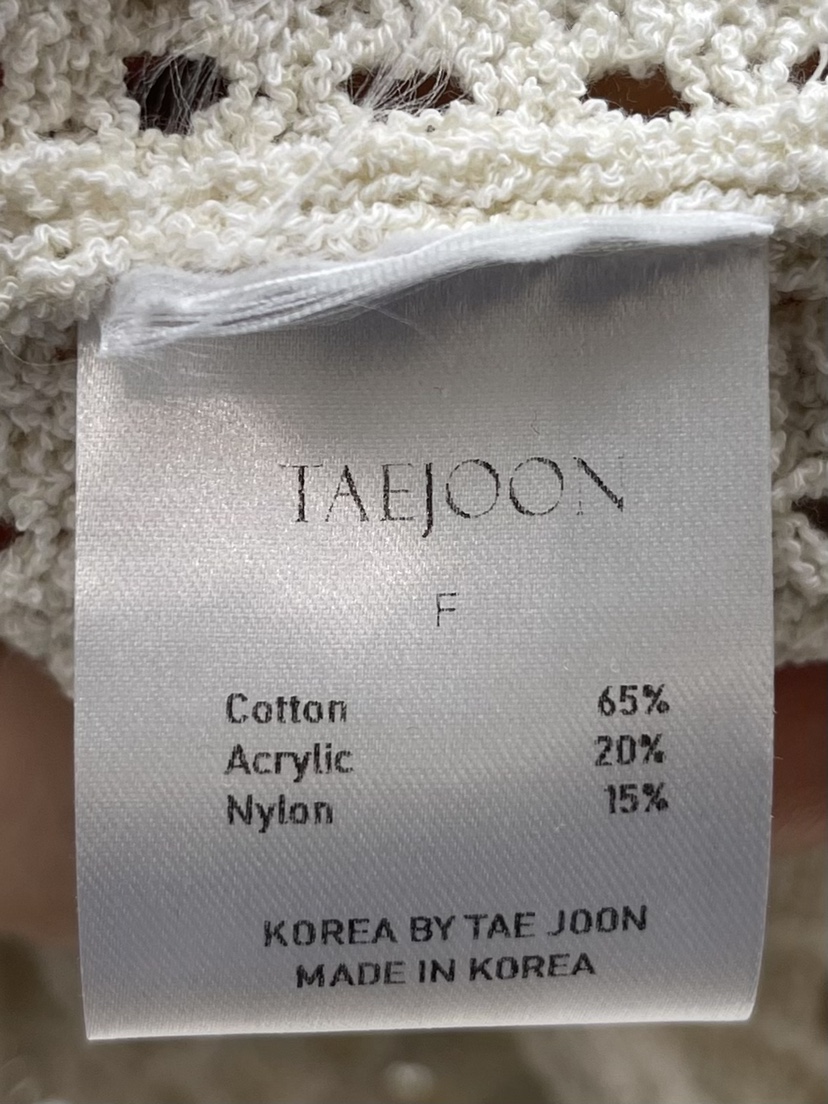 TAEJOON
F
Cotton 65%
Acrylic 20%
Nylon 15%
KOREA BY TAE JOON
MADE IN KOREA